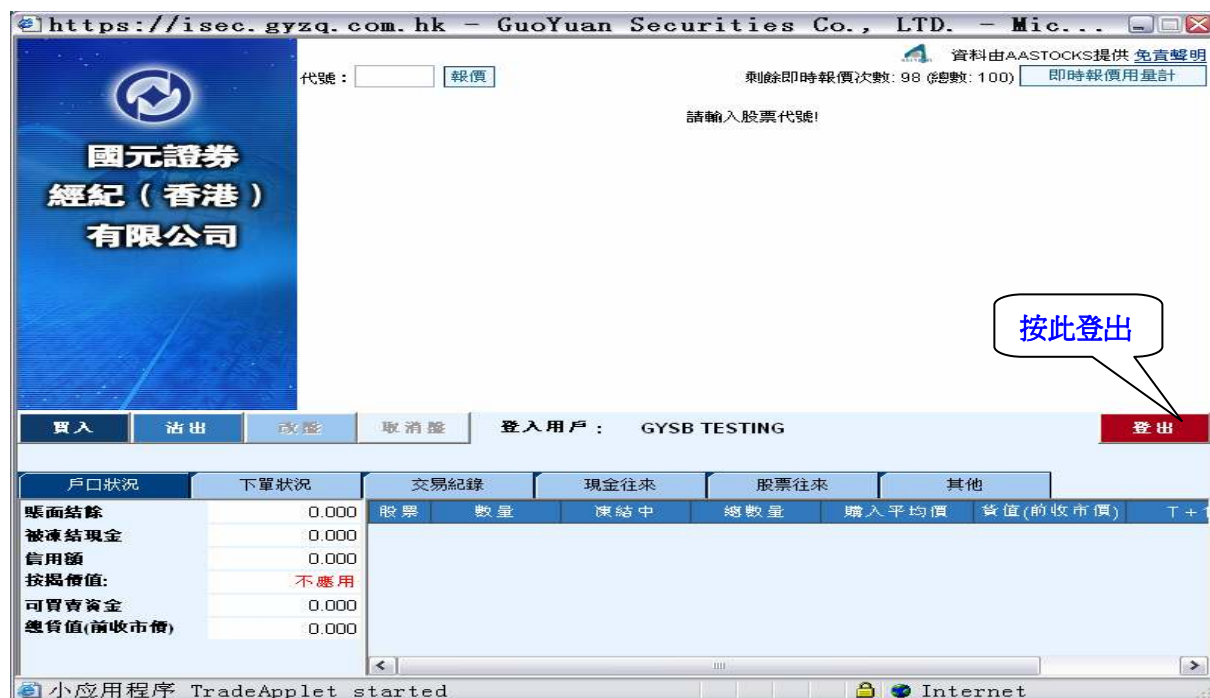 https://isec.gyzq.com.hk - GuoYuan Securities Co., LTD. - Mic...
資料由AASTOCKS提供 免責聲明
代號： 報價 剩餘即時報價次數: 98 (總數: 100) 即時報價用量計
請輸入股票代號!
國元證券
經紀（香港）
有限公司
按此登出
買入 沽出 改盤 取消盤 登入用戶： GYSB TESTING 登出
戶口狀況 下單狀況 交易紀錄 現金往來 股票往來 其他
賬面結餘 0.000 股票 數量 凍結中 總數量 購入平均價 貨值(前收市價) T+1
被凍結現金 0.000
信用額 0.000
按揭價值: 不應用
可買賣資金 0.000
總貨值(前收市價) 0.000
小应用程序 TradeApplet started Internet